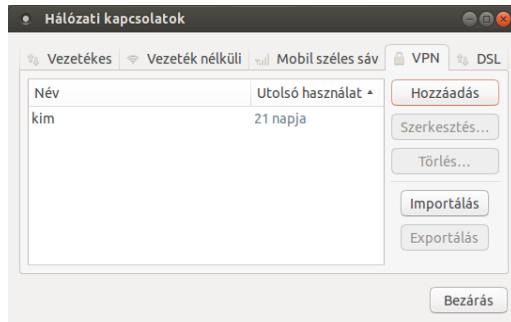 Hálózati kapcsolatok
Vezetékes Vezeték nélküli Mobil széles sáv VPN DSL
Név Utolsó használat
kim 21 napja
Hozzáadás
Szerkesztés...
Törlés...
Importálás
Exportálás
Bezárás